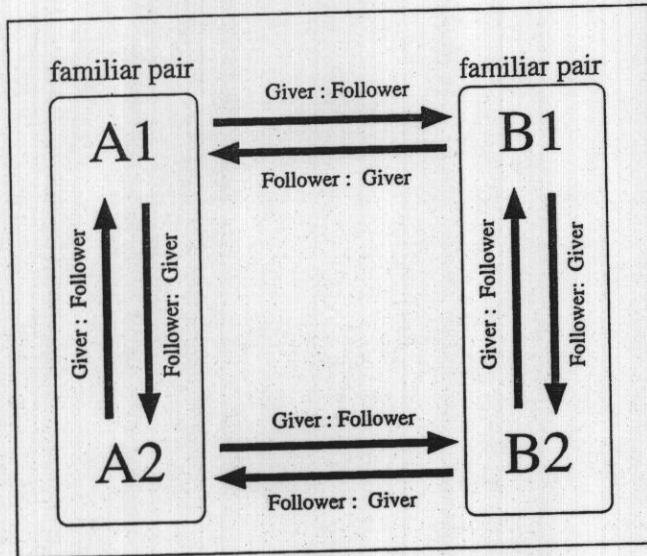 familiar pair
familiar pair
Giver : Follower
A1
B1
Follower : Giver
Giver : Follower
Follower: Giver
Giver : Follower
Follower: Giver
Giver : Follower
A2
B2
Follower : Giver